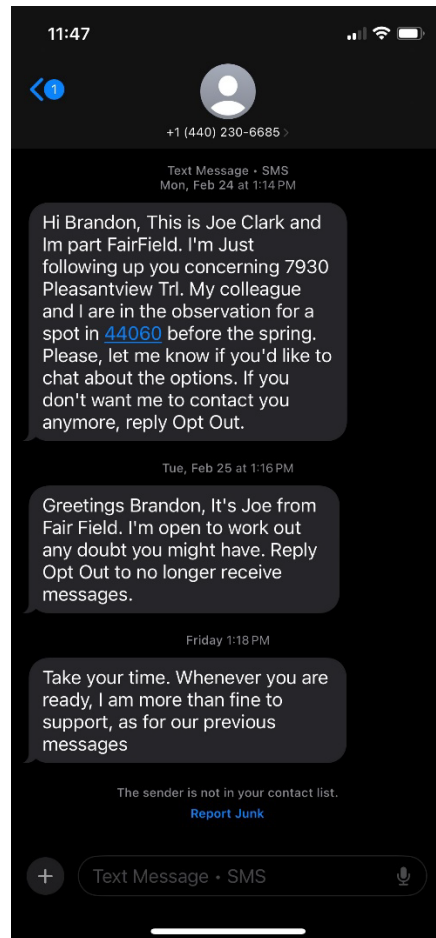 11:47
1
+1 (440) 230-6685 >
Text Message • SMS
Mon, Feb 24 at 1:14 PM
Hi Brandon, This is Joe Clark and
Im part FairField. I'm Just
following up you concerning 7930
Pleasantview Trl. My colleague
and I are in the observation for a
spot in 44060 before the spring.
Please, let me know if you'd like to
chat about the options. If you
don't want me to contact you
anymore, reply Opt Out.
Tue, Feb 25 at 1:16 PM
Greetings Brandon, It's Joe from
Fair Field. I'm open to work out
any doubt you might have. Reply
Opt Out to no longer receive
messages.
Friday 1:18 PM
Take your time. Whenever you are
ready, I am more than fine to
support, as for our previous
messages
The sender is not in your contact list.
Report Junk
Text Message • SMS